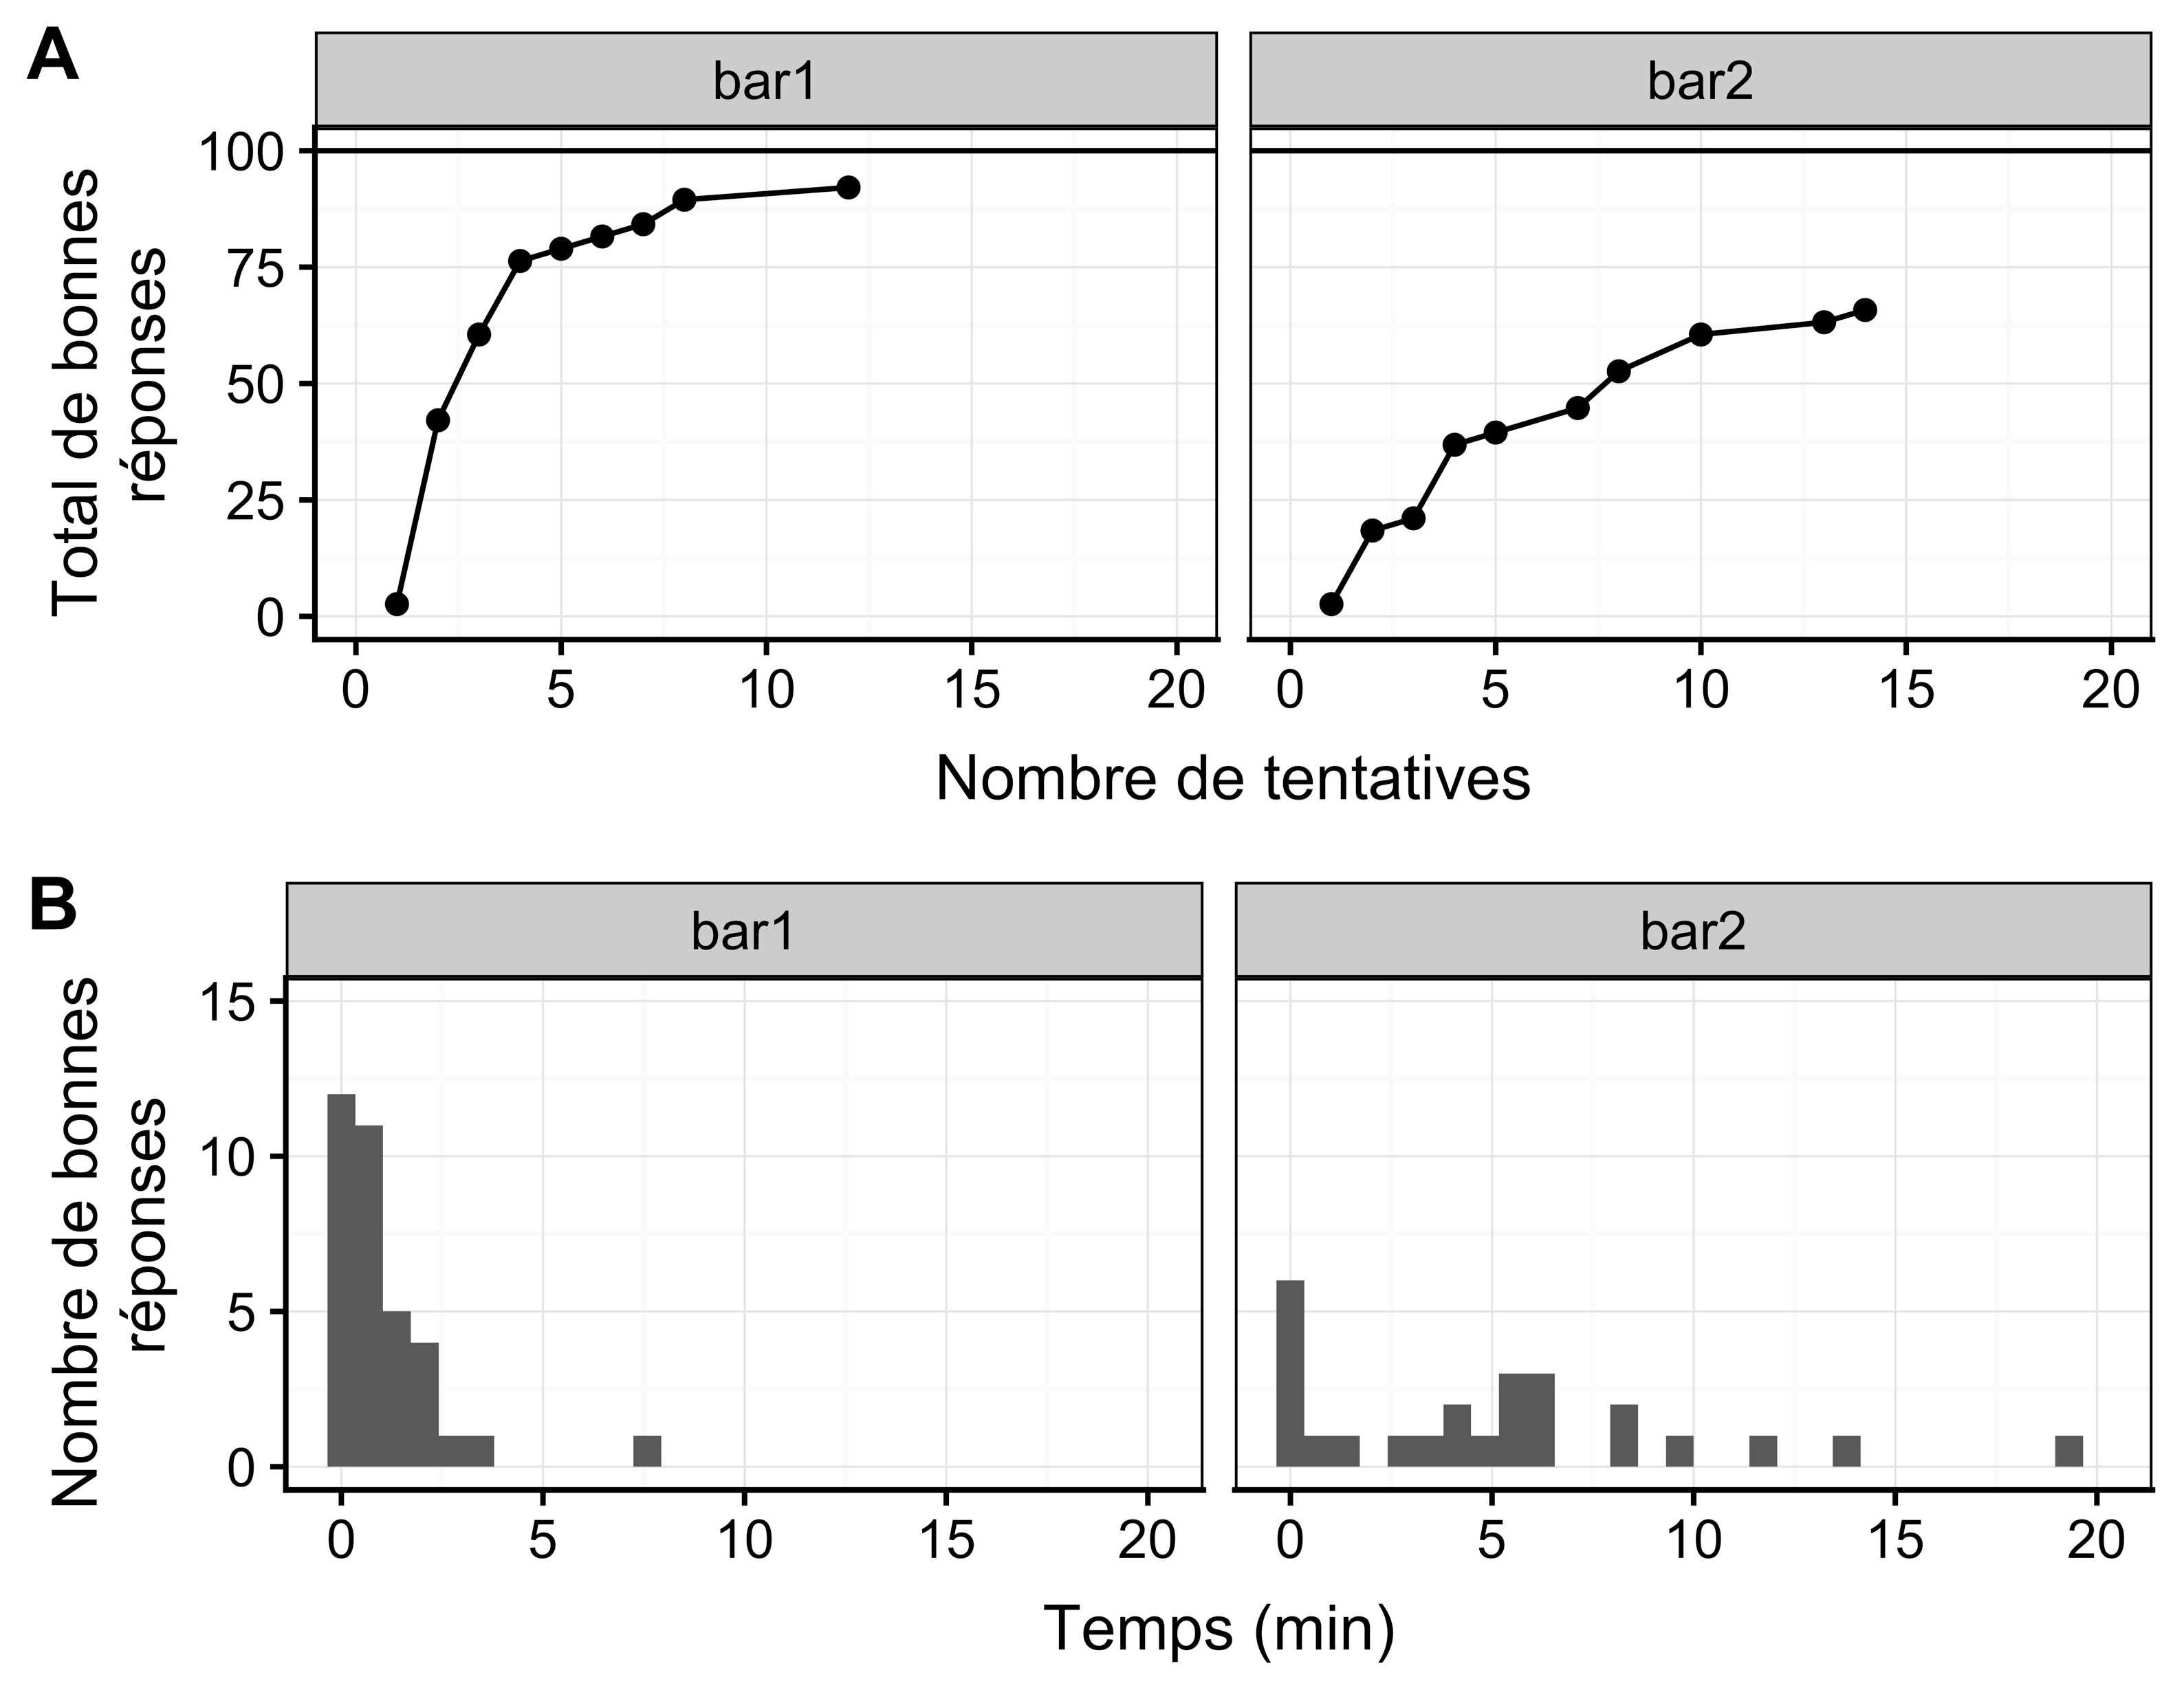 A
bar1
bar2
Total de bonnes
réponses
100
75
50
25
0
0 5 10 15 20
0 5 10 15 20
Nombre de tentatives
B
bar1
bar2
Nombre de bonnes
réponses
15
10
5
0
0 5 10 15 20
0 5 10 15 20
Temps (min)